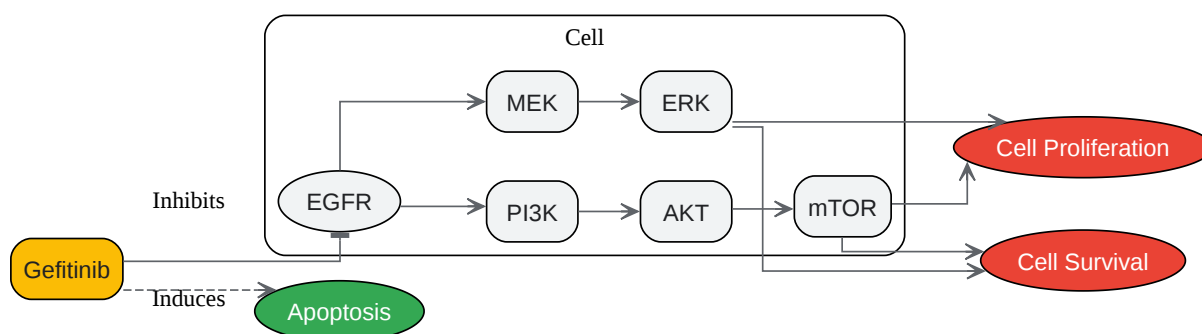 Cell
MEK
ERK
Cell Proliferation
Inhibits
EGFR
PI3K
AKT
mTOR
Gefitinib
Cell Survival
Induces
Apoptosis